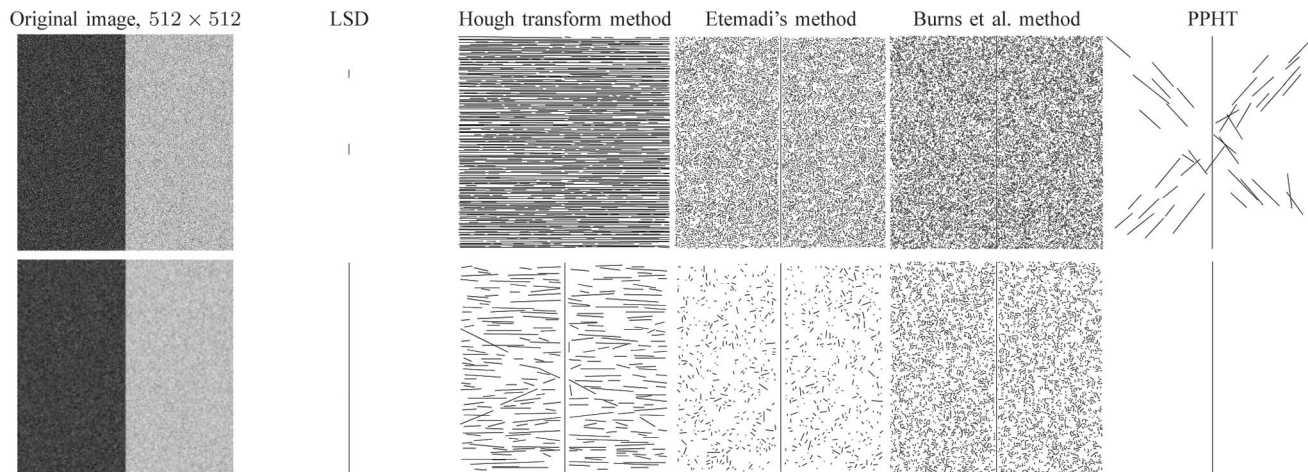 Original image, 512 × 512 LSD Hough transform method Etemadi's method Burns et al. method PPHT